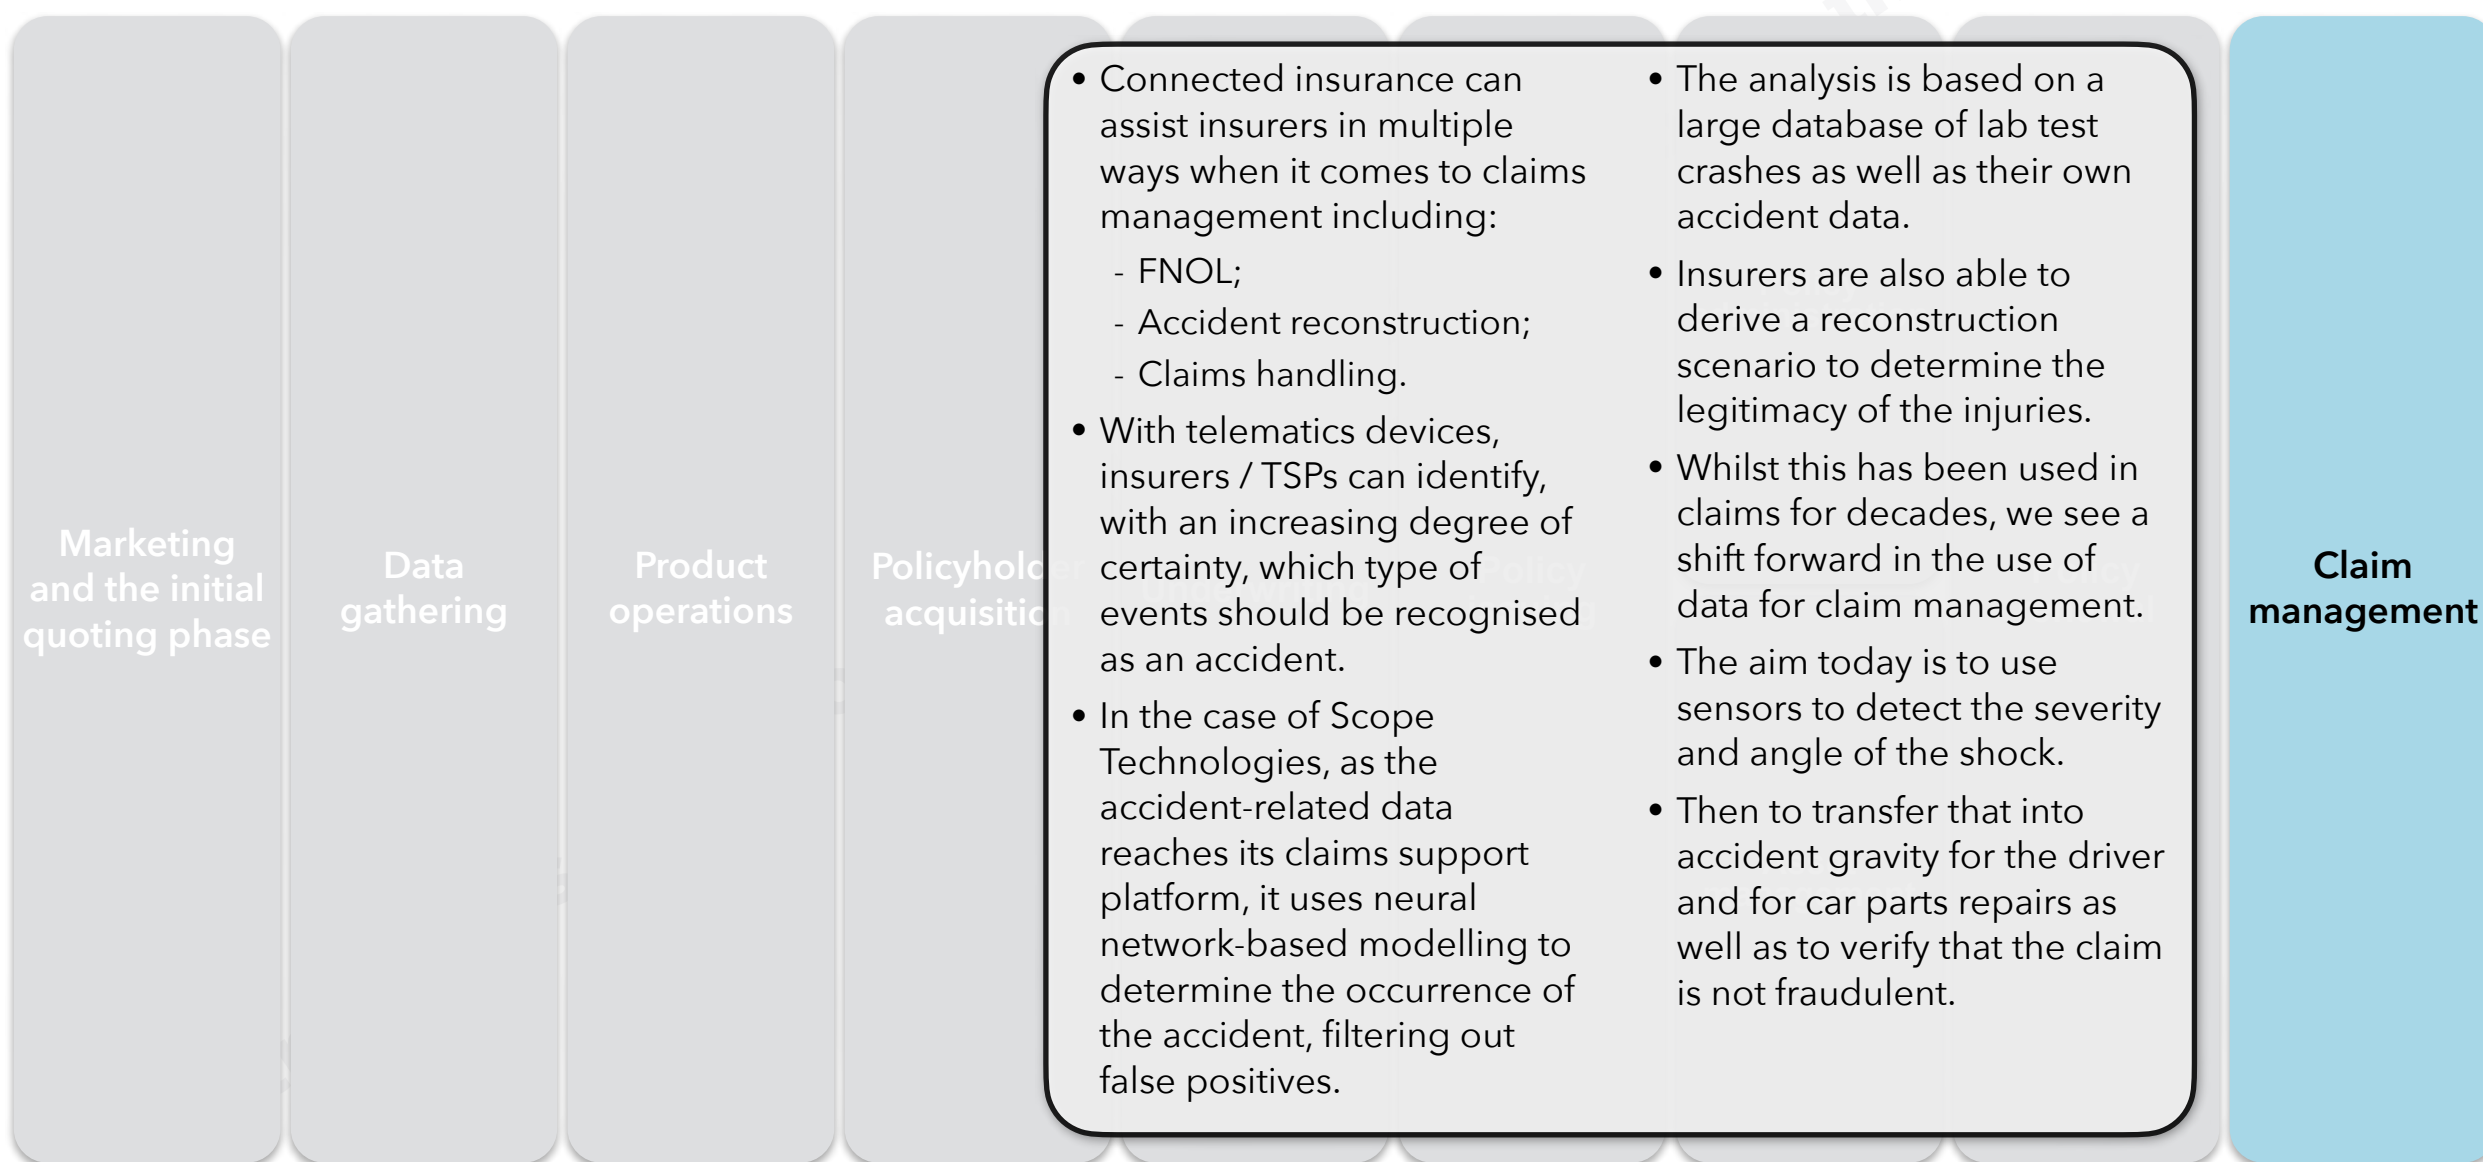 Marketing
and the initial
quoting phase
Data
gathering
Product
operations
Policyholder
acquisition
• Connected insurance can
assist insurers in multiple
ways when it comes to claims
management including:
- FNOL;
- Accident reconstruction;
- Claims handling.
• With telematics devices,
insurers / TSPs can identify,
with an increasing degree of
certainty, which type of
events should be recognised
as an accident.
• In the case of Scope
Technologies, as the
accident-related data
reaches its claims support
platform, it uses neural
network-based modelling to
determine the occurrence of
the accident, filtering out
false positives.
• The analysis is based on a
large database of lab test
crashes as well as their own
accident data.
• Insurers are also able to
derive a reconstruction
scenario to determine the
legitimacy of the injuries.
• Whilst this has been used in
claims for decades, we see a
shift forward in the use of
data for claim management.
• The aim today is to use
sensors to detect the severity
and angle of the shock.
• Then to transfer that into
accident gravity for the driver
and for car parts repairs as
well as to verify that the claim
is not fraudulent.
Claim
management